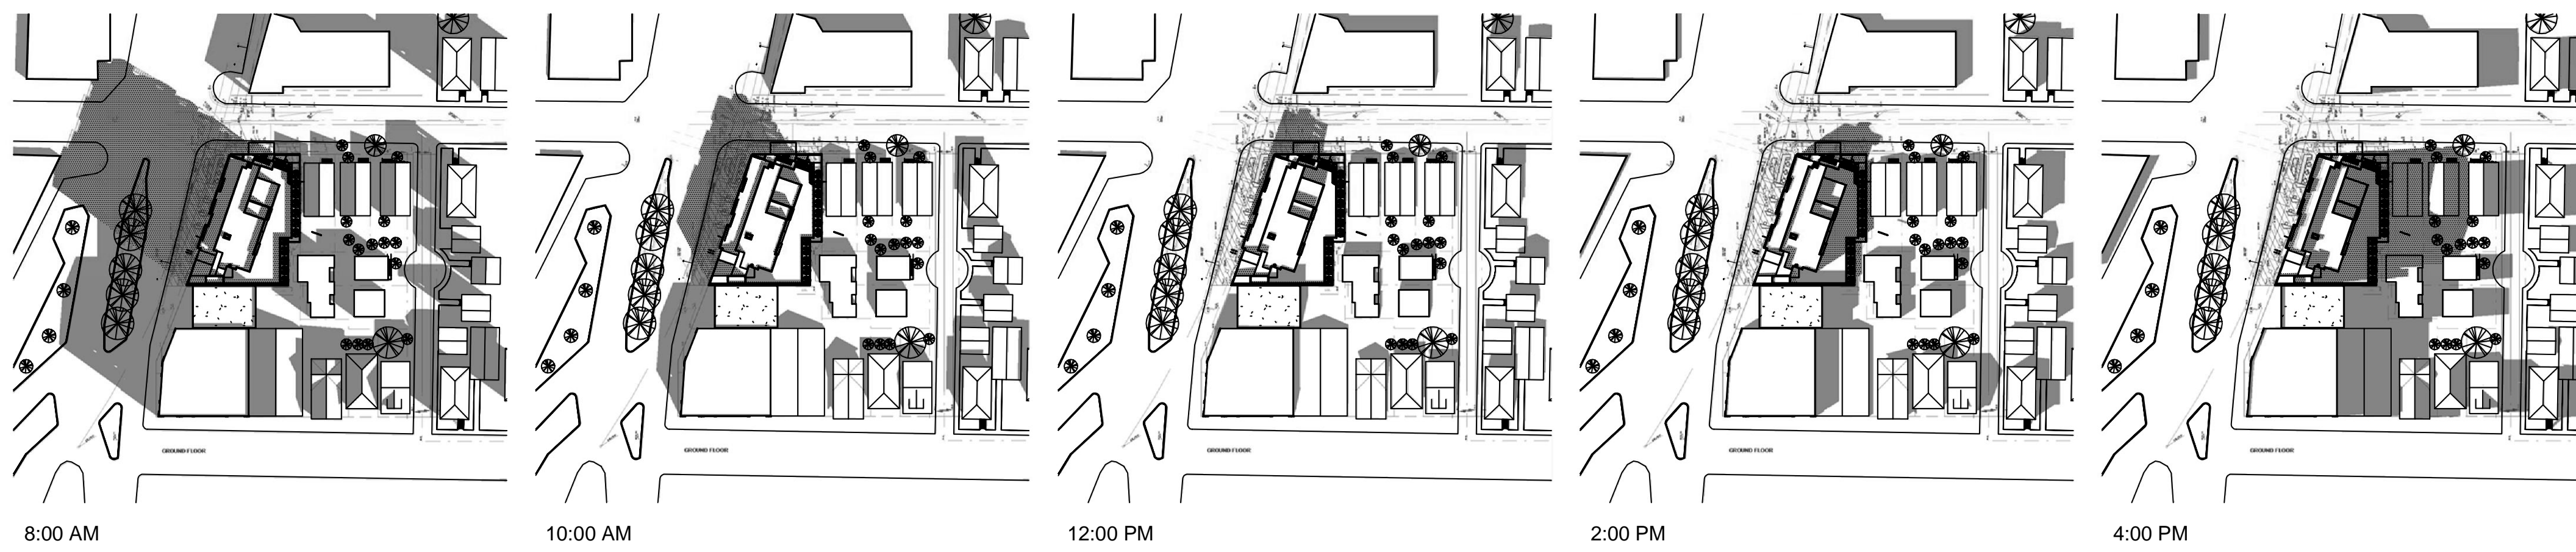 GROUND FLOOR
GROUND FLOOR
GROUND FLOOR
GROUND FLOOR
GROUND FLOOR
8:00 AM
10:00 AM
12:00 PM
2:00 PM
4:00 PM